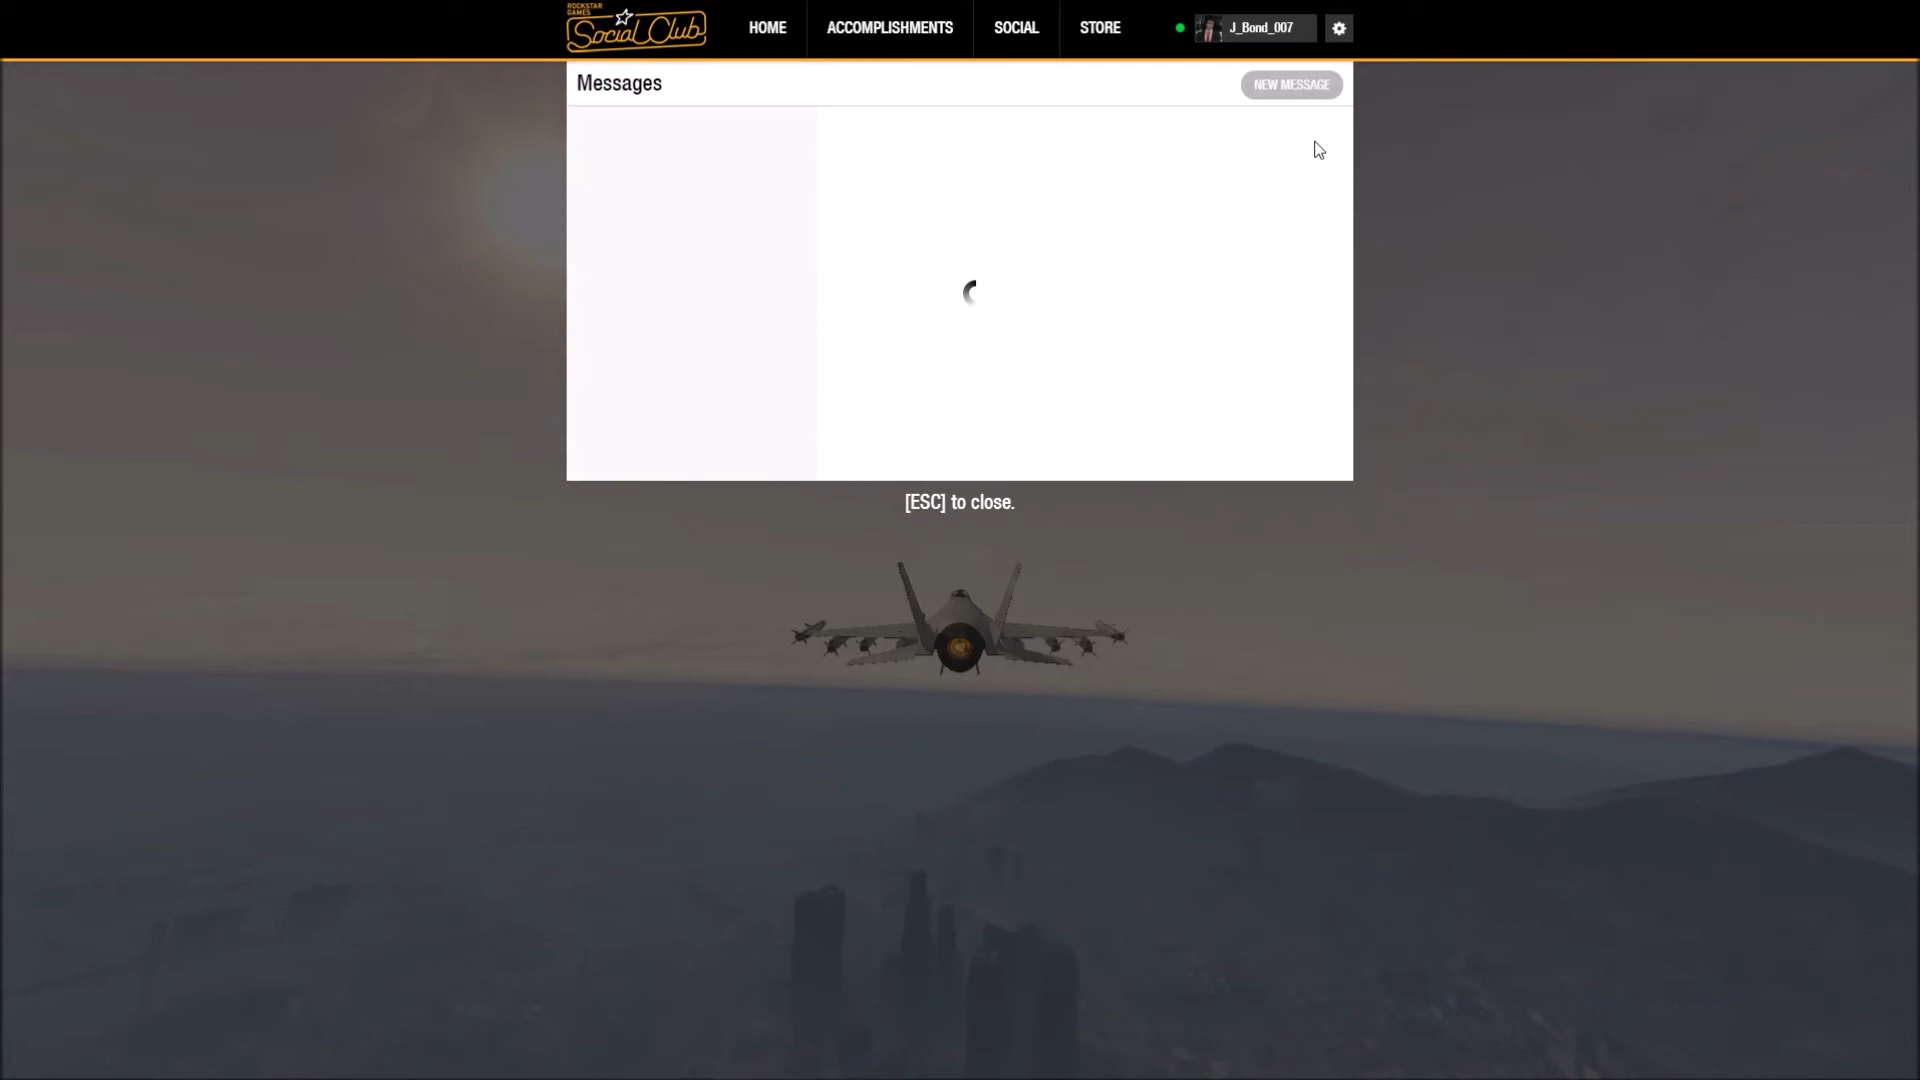 ROCKSTAR
GAMES
Social Club
HOME
ACCOMPLISHMENTS
SOCIAL
STORE
J_Bond_007
Messages
NEW MESSAGE
[ESC] to close.